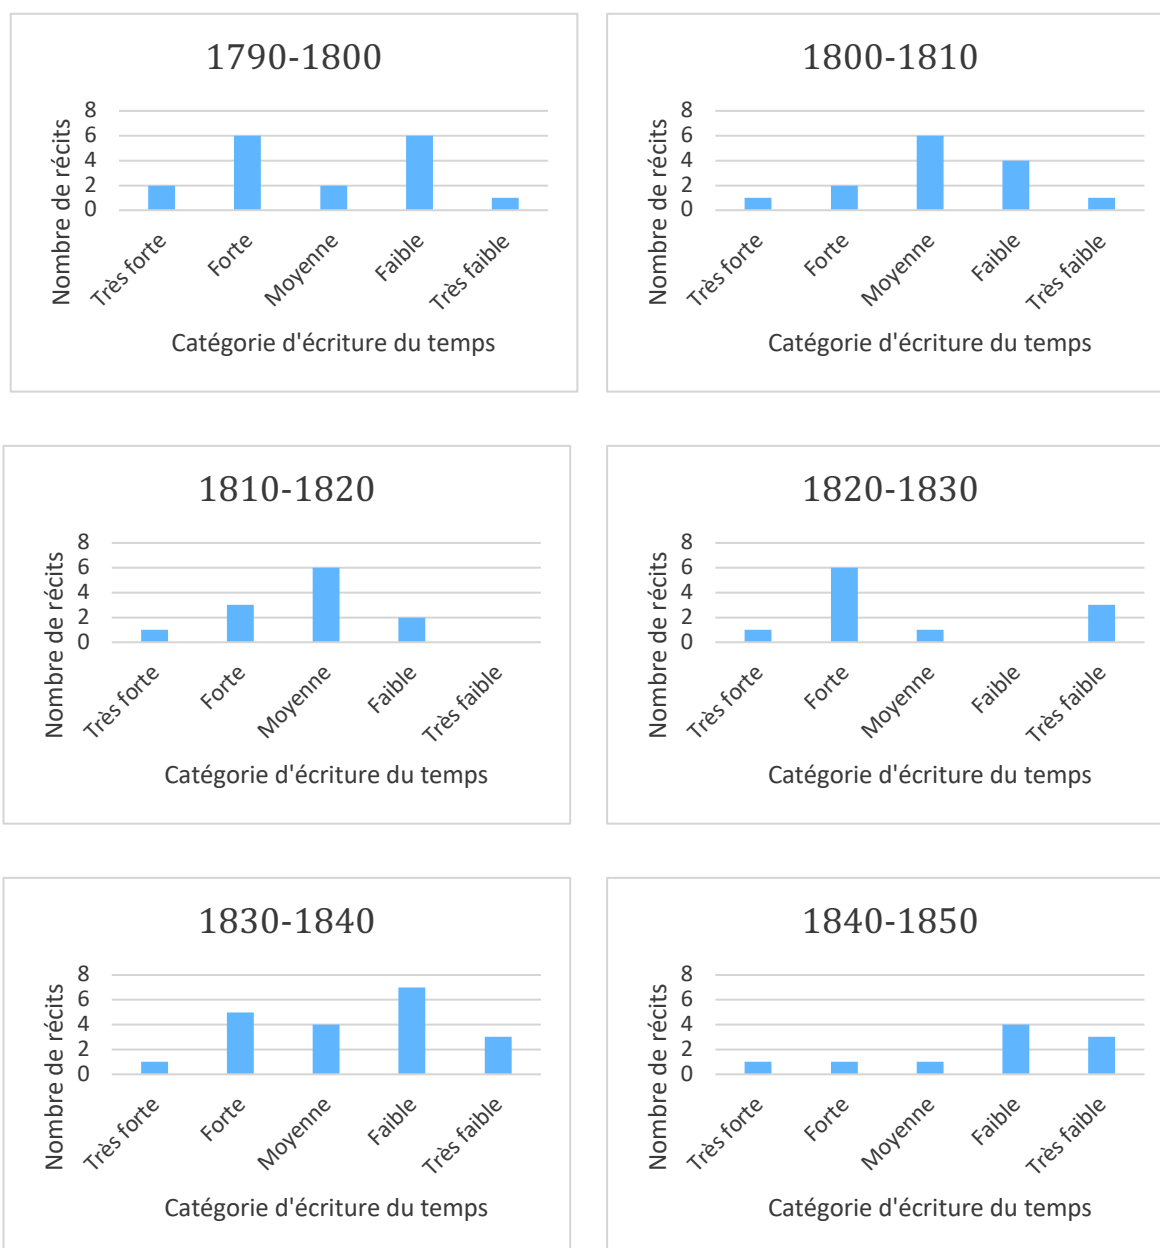 1790-1800
Nombre de récits
8
6
4
2
0
Très forte
Forte
Moyenne
Faible
Très faible
Catégorie d'écriture du temps
1800-1810
Nombre de récits
8
6
4
2
0
Très forte
Forte
Moyenne
Faible
Très faible
Catégorie d'écriture du temps
1810-1820
Nombre de récits
8
6
4
2
0
Très forte
Forte
Moyenne
Faible
Très faible
Catégorie d'écriture du temps
1820-1830
Nombre de récits
8
6
4
2
0
Très forte
Forte
Moyenne
Faible
Très faible
Catégorie d'écriture du temps
1830-1840
Nombre de récits
8
6
4
2
0
Très forte
Forte
Moyenne
Faible
Très faible
Catégorie d'écriture du temps
1840-1850
Nombre de récits
8
6
4
2
0
Très forte
Forte
Moyenne
Faible
Très faible
Catégorie d'écriture du temps